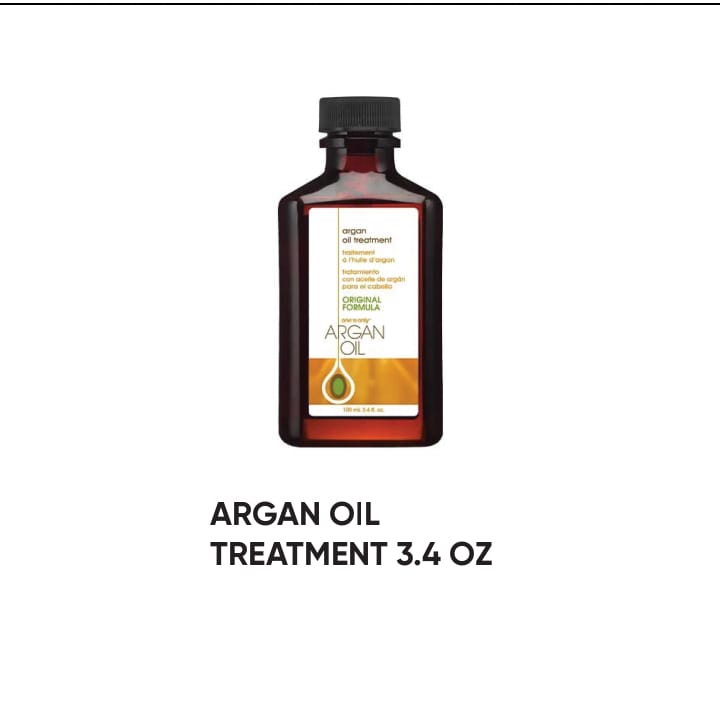 argan
oil treatment
traitement
à l'huile d'argan
tratamiento
con aceite de argán
para el cabello
ORIGINAL
FORMULA
one 'n only™
ARGAN
OIL
100 mL 3.4 fl. oz.
ARGAN OIL
TREATMENT 3.4 OZ